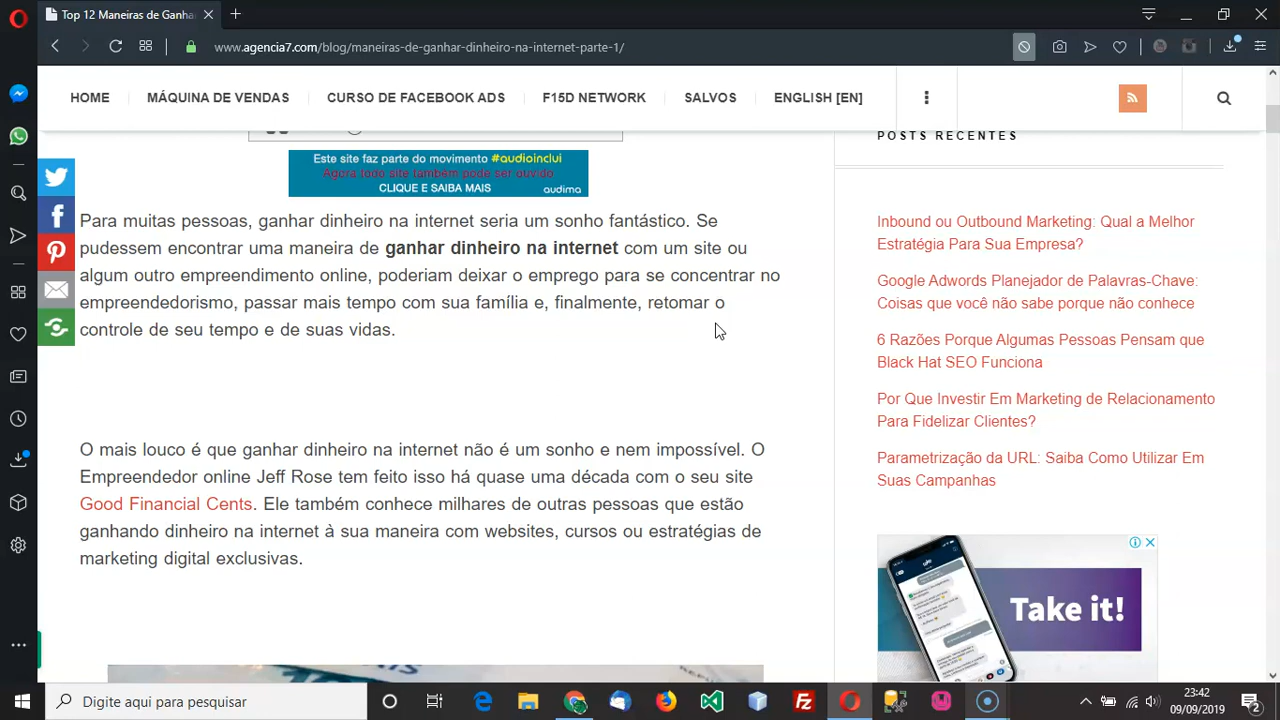 Top 12 Maneiras de Ganha
www.agencia7.com/blog/maneiras-de-ganhar-dinheiro-na-internet-parte-1/
HOME
MÁQUINA DE VENDAS
CURSO DE FACEBOOK ADS
F15D NETWORK
SALVOS
ENGLISH [EN]
Este site faz parte do movimento #audioinclui
Agora todo site também pode ser ouvido
CLIQUE E SAIBA MAIS
audima
Para muitas pessoas, ganhar dinheiro na internet seria um sonho fantástico. Se
pudessem encontrar uma maneira de ganhar dinheiro na internet com um site ou
algum outro empreendimento online, poderiam deixar o emprego para se concentrar no
empreendedorismo, passar mais tempo com sua família e, finalmente, retomar o
controle de seu tempo e de suas vidas.
O mais louco é que ganhar dinheiro na internet não é um sonho e nem impossível. O
Empreendedor online Jeff Rose tem feito isso há quase uma década com o seu site
Good Financial Cents. Ele também conhece milhares de outras pessoas que estão
ganhando dinheiro na internet à sua maneira com websites, cursos ou estratégias de
marketing digital exclusivas.
POSTS RECENTES
Inbound ou Outbound Marketing: Qual a Melhor
Estratégia Para Sua Empresa?
Google Adwords Planejador de Palavras-Chave:
Coisas que você não sabe porque não conhece
6 Razões Porque Algumas Pessoas Pensam que
Black Hat SEO Funciona
Por Que Investir Em Marketing de Relacionamento
Para Fidelizar Clientes?
Parametrização da URL: Saiba Como Utilizar Em
Suas Campanhas
Take it!
Digite aqui para pesquisar
23:42
09/09/2019
2